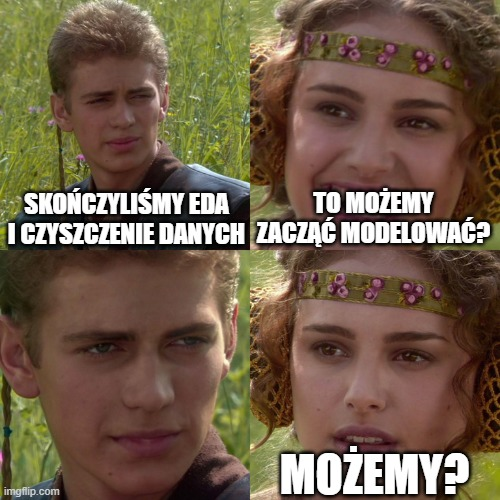 SKOŃCZYLIŚMY EDA
I CZYSZCZENIE DANYCH
TO MOŻEMY
ZACZĄĆ MODELOWAĆ?
MOŻEMY?
imgflip.com